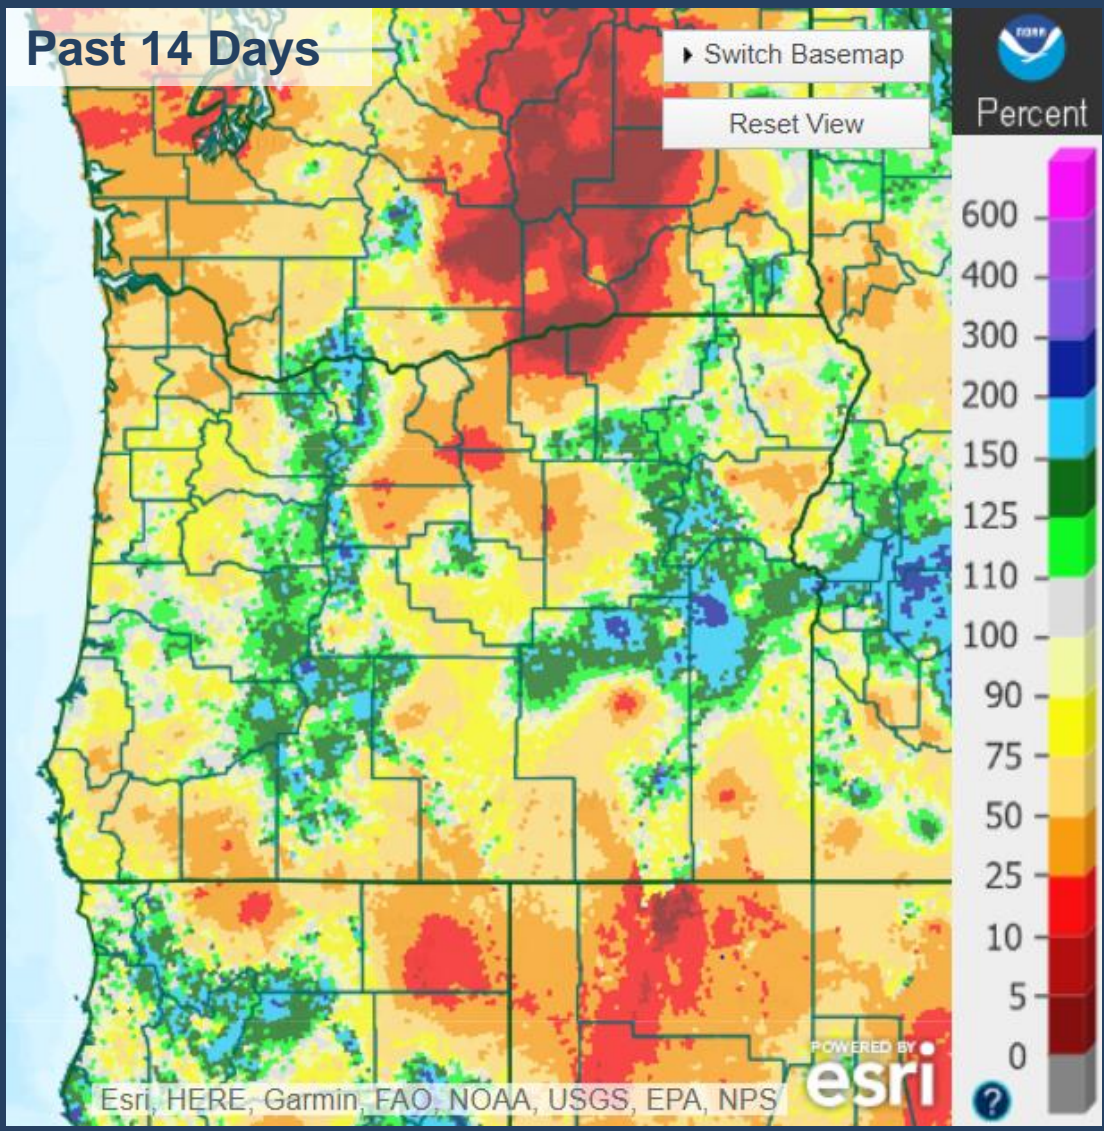 Past 14 Days
Switch Basemap
Reset View
NOAA
Percent
600
400
300
200
150
125
110
100
90
75
50
25
10
5
0
POWERED BY
esri
Esri, HERE, Garmin, FAO, NOAA, USGS, EPA, NPS
?